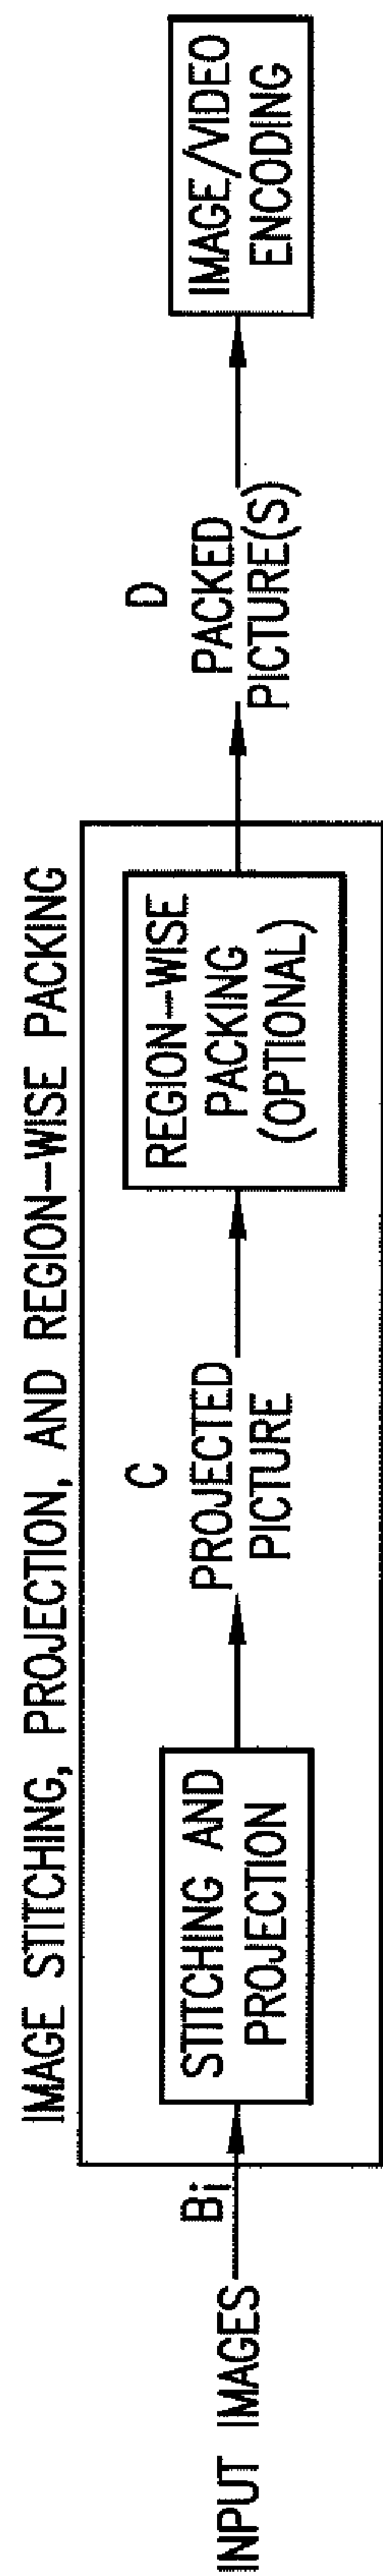 IMAGE STITCHING, PROJECTION, AND REGION-WISE PACKING
INPUT IMAGES
Bi
STITCHING AND
PROJECTION
C
PROJECTED
PICTURE
REGION-WISE
PACKING
(OPTIONAL)
D
PACKED
PICTURE(S)
IMAGE/VIDEO
ENCODING